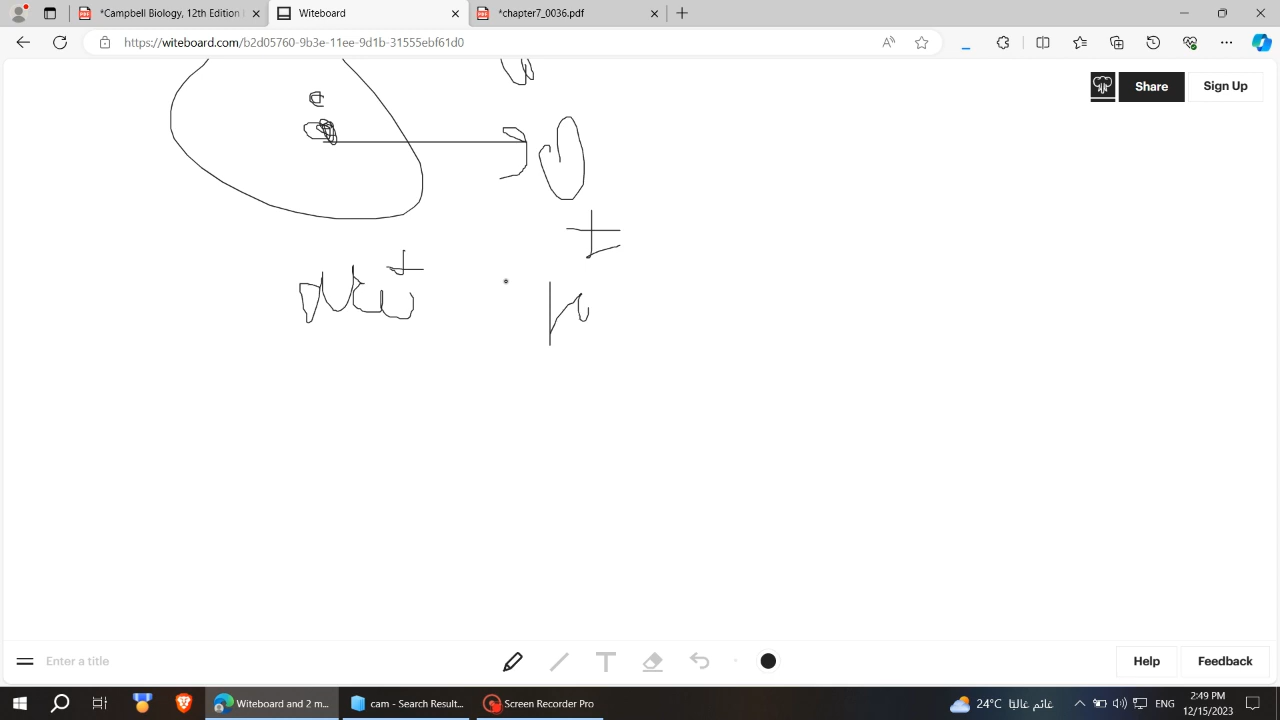 *Campbell Biology, 12th Edition
Witeboard
*chapter7_0036.pdf
https://witeboard.com/b2d05760-9b3e-11ee-9d1b-31555ebf61d0
Share
Sign Up
Enter a title
Help
Feedback
Witeboard and 2 m...
cam - Search Result...
Screen Recorder Pro
24°C
غائم غالبا
ENG
2:49 PM
12/15/2023